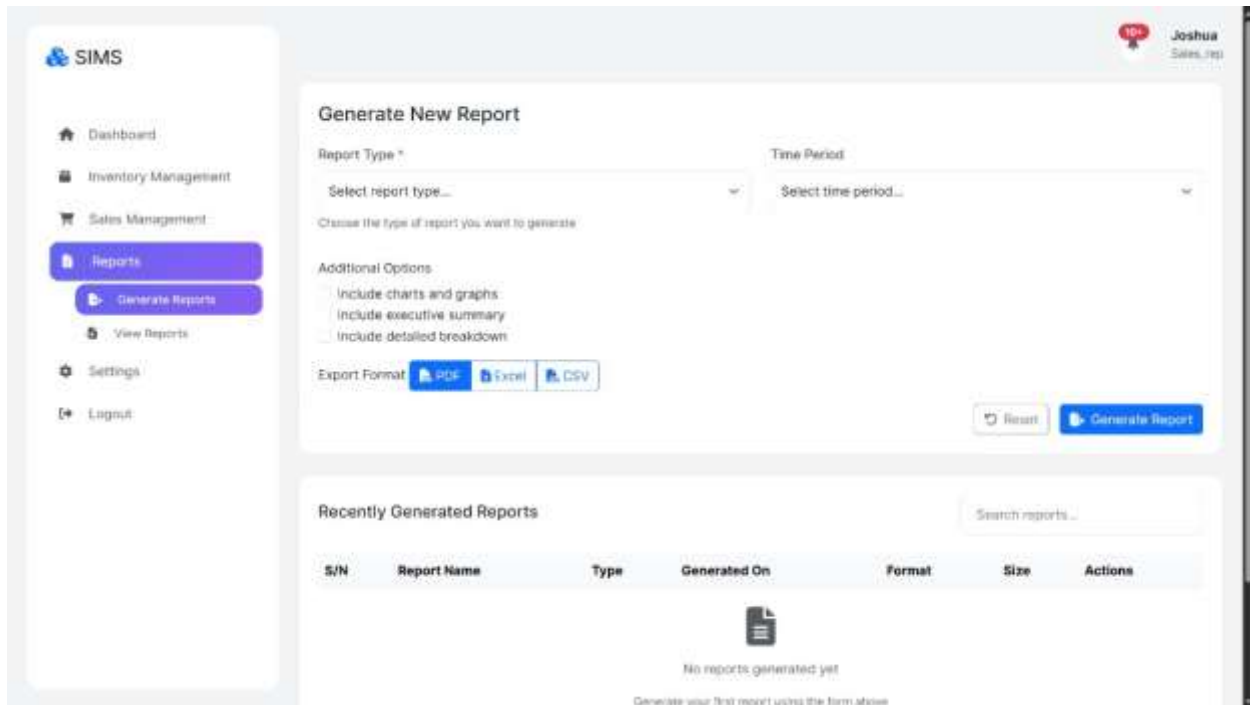 SIMS
10+
Joshua
Sales_rep
Dashboard
Inventory Management
Sales Management
Reports
Generate Reports
View Reports
Settings
Logout
Generate New Report
Report Type *
Time Period
Select report type...
Select time period...
Choose the type of report you want to generate
Additional Options
Include charts and graphs
Include executive summary
Include detailed breakdown
Export Format
PDF
Excel
CSV
Reset
Generate Report
Recently Generated Reports
Search reports...
S/N Report Name Type Generated On Format Size Actions
No reports generated yet
Generate your first report using the form above